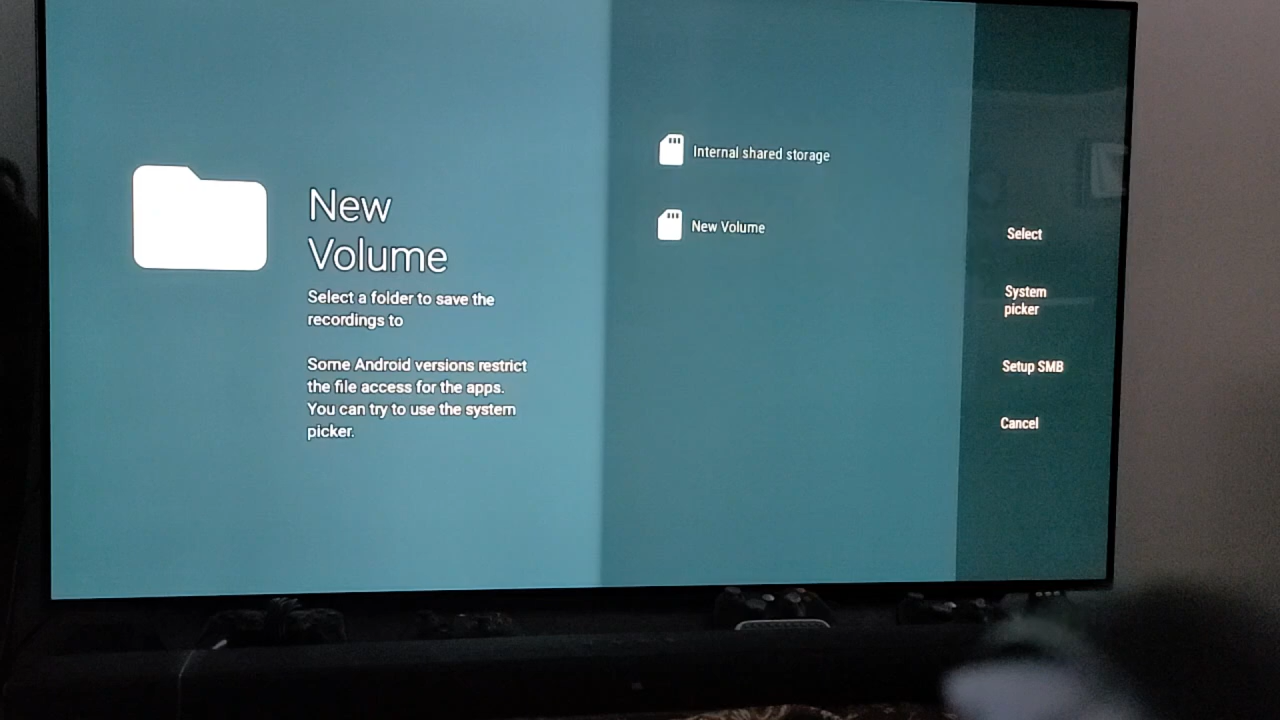 New
Volume
Select a folder to save the
recordings to
Some Android versions restrict
the file access for the apps.
You can try to use the system
picker.
Internal shared storage
New Volume
Select
System
picker
Setup SMB
Cancel